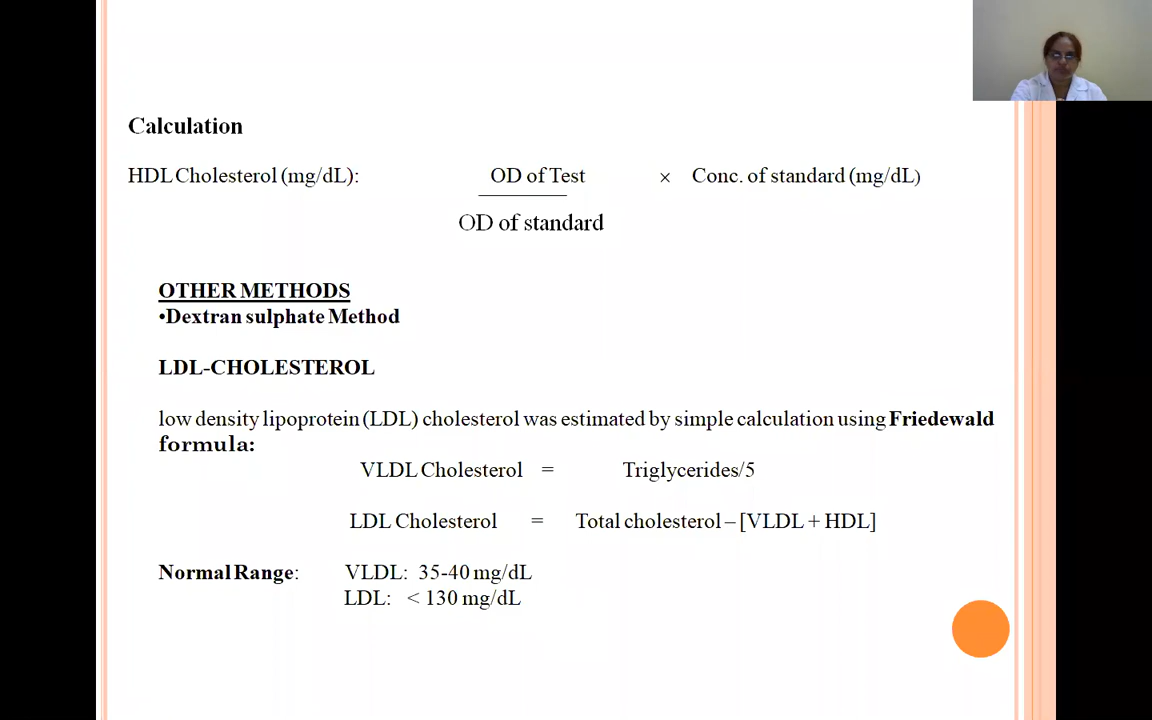 Calculation
HDL Cholesterol (mg/dL): OD of Test × Conc. of standard (mg/dL)
OD of standard
OTHER METHODS
•Dextran sulphate Method
LDL-CHOLESTEROL
low density lipoprotein (LDL) cholesterol was estimated by simple calculation using Friedewald
formula:
VLDL Cholesterol = Triglycerides/5
LDL Cholesterol = Total cholesterol – [VLDL + HDL]
Normal Range: VLDL: 35-40 mg/dL
LDL: < 130 mg/dL